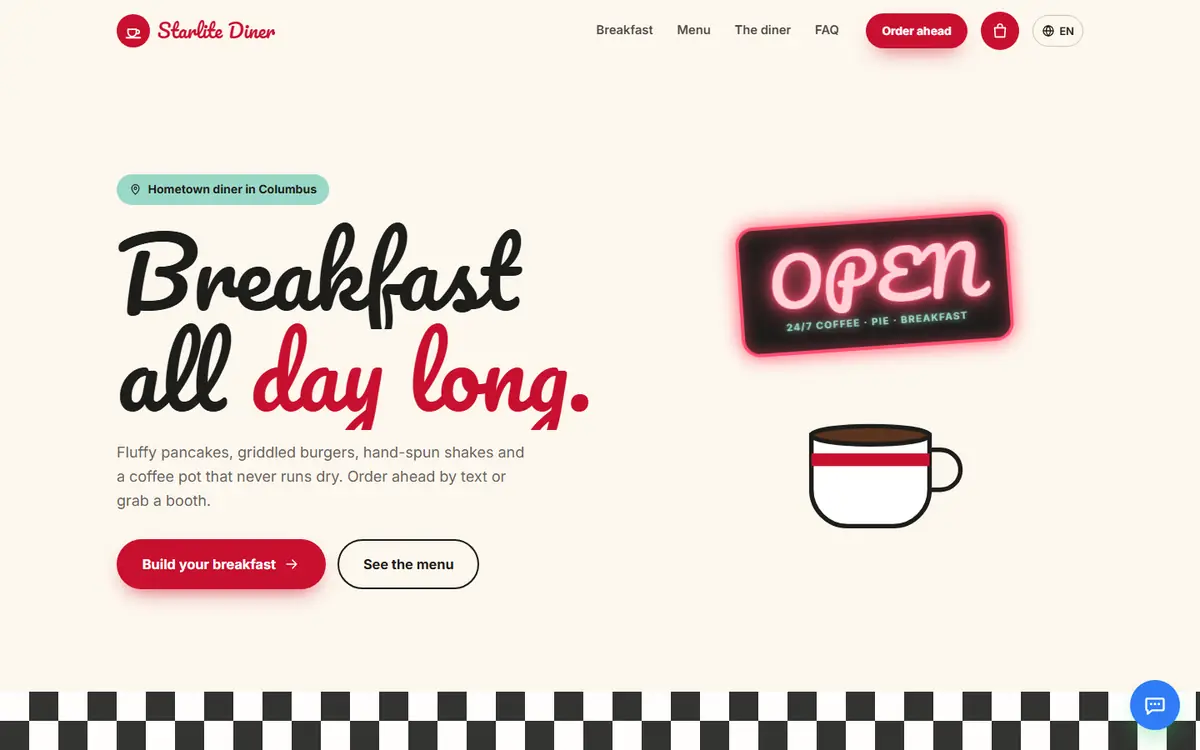 Starlite Diner
Breakfast
Menu
The diner
FAQ
Order ahead
EN
Hometown diner in Columbus
Breakfast
all day long.
Fluffy pancakes, griddled burgers, hand-spun shakes and
a coffee pot that never runs dry. Order ahead by text or
grab a booth.
Build your breakfast →
See the menu
OPEN
24/7 COFFEE · PIE · BREAKFAST